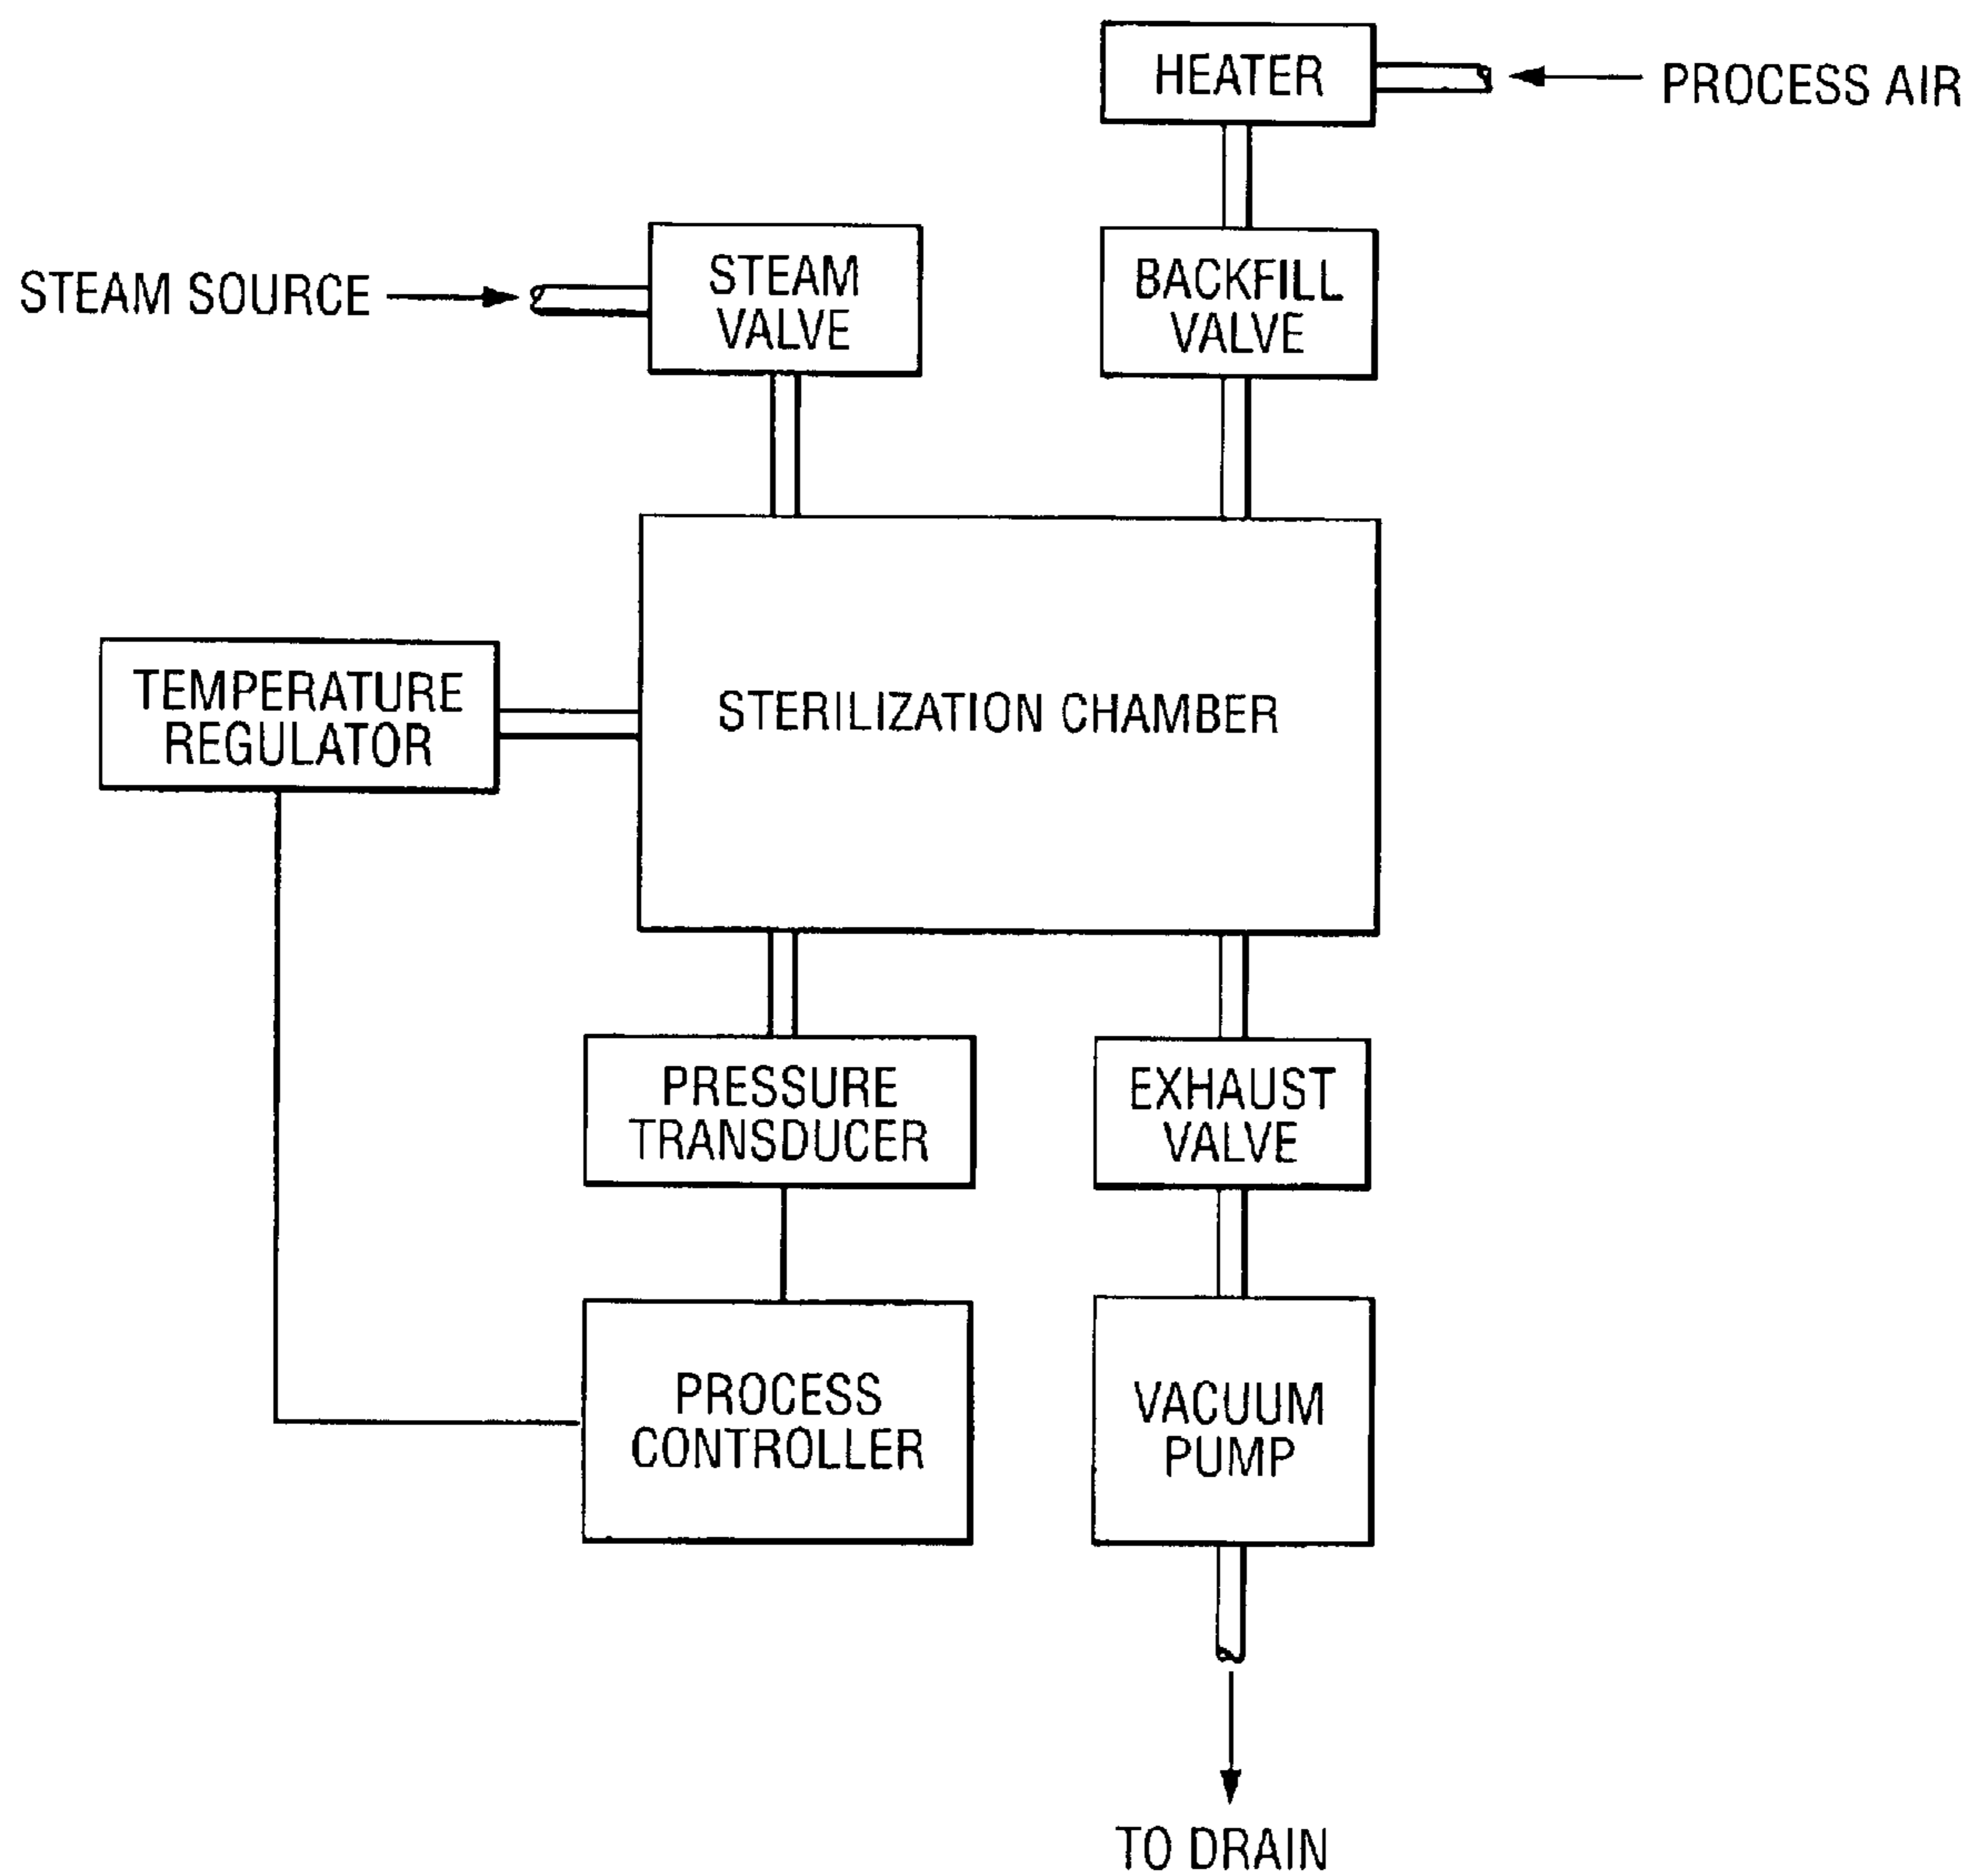 HEATER
PROCESS AIR
STEAM SOURCE
STEAM
VALVE
BACKFILL
VALVE
TEMPERATURE
REGULATOR
STERILIZATION CHAMBER
PRESSURE
TRANSDUCER
EXHAUST
VALVE
PROCESS
CONTROLLER
VACUUM
PUMP
TO DRAIN